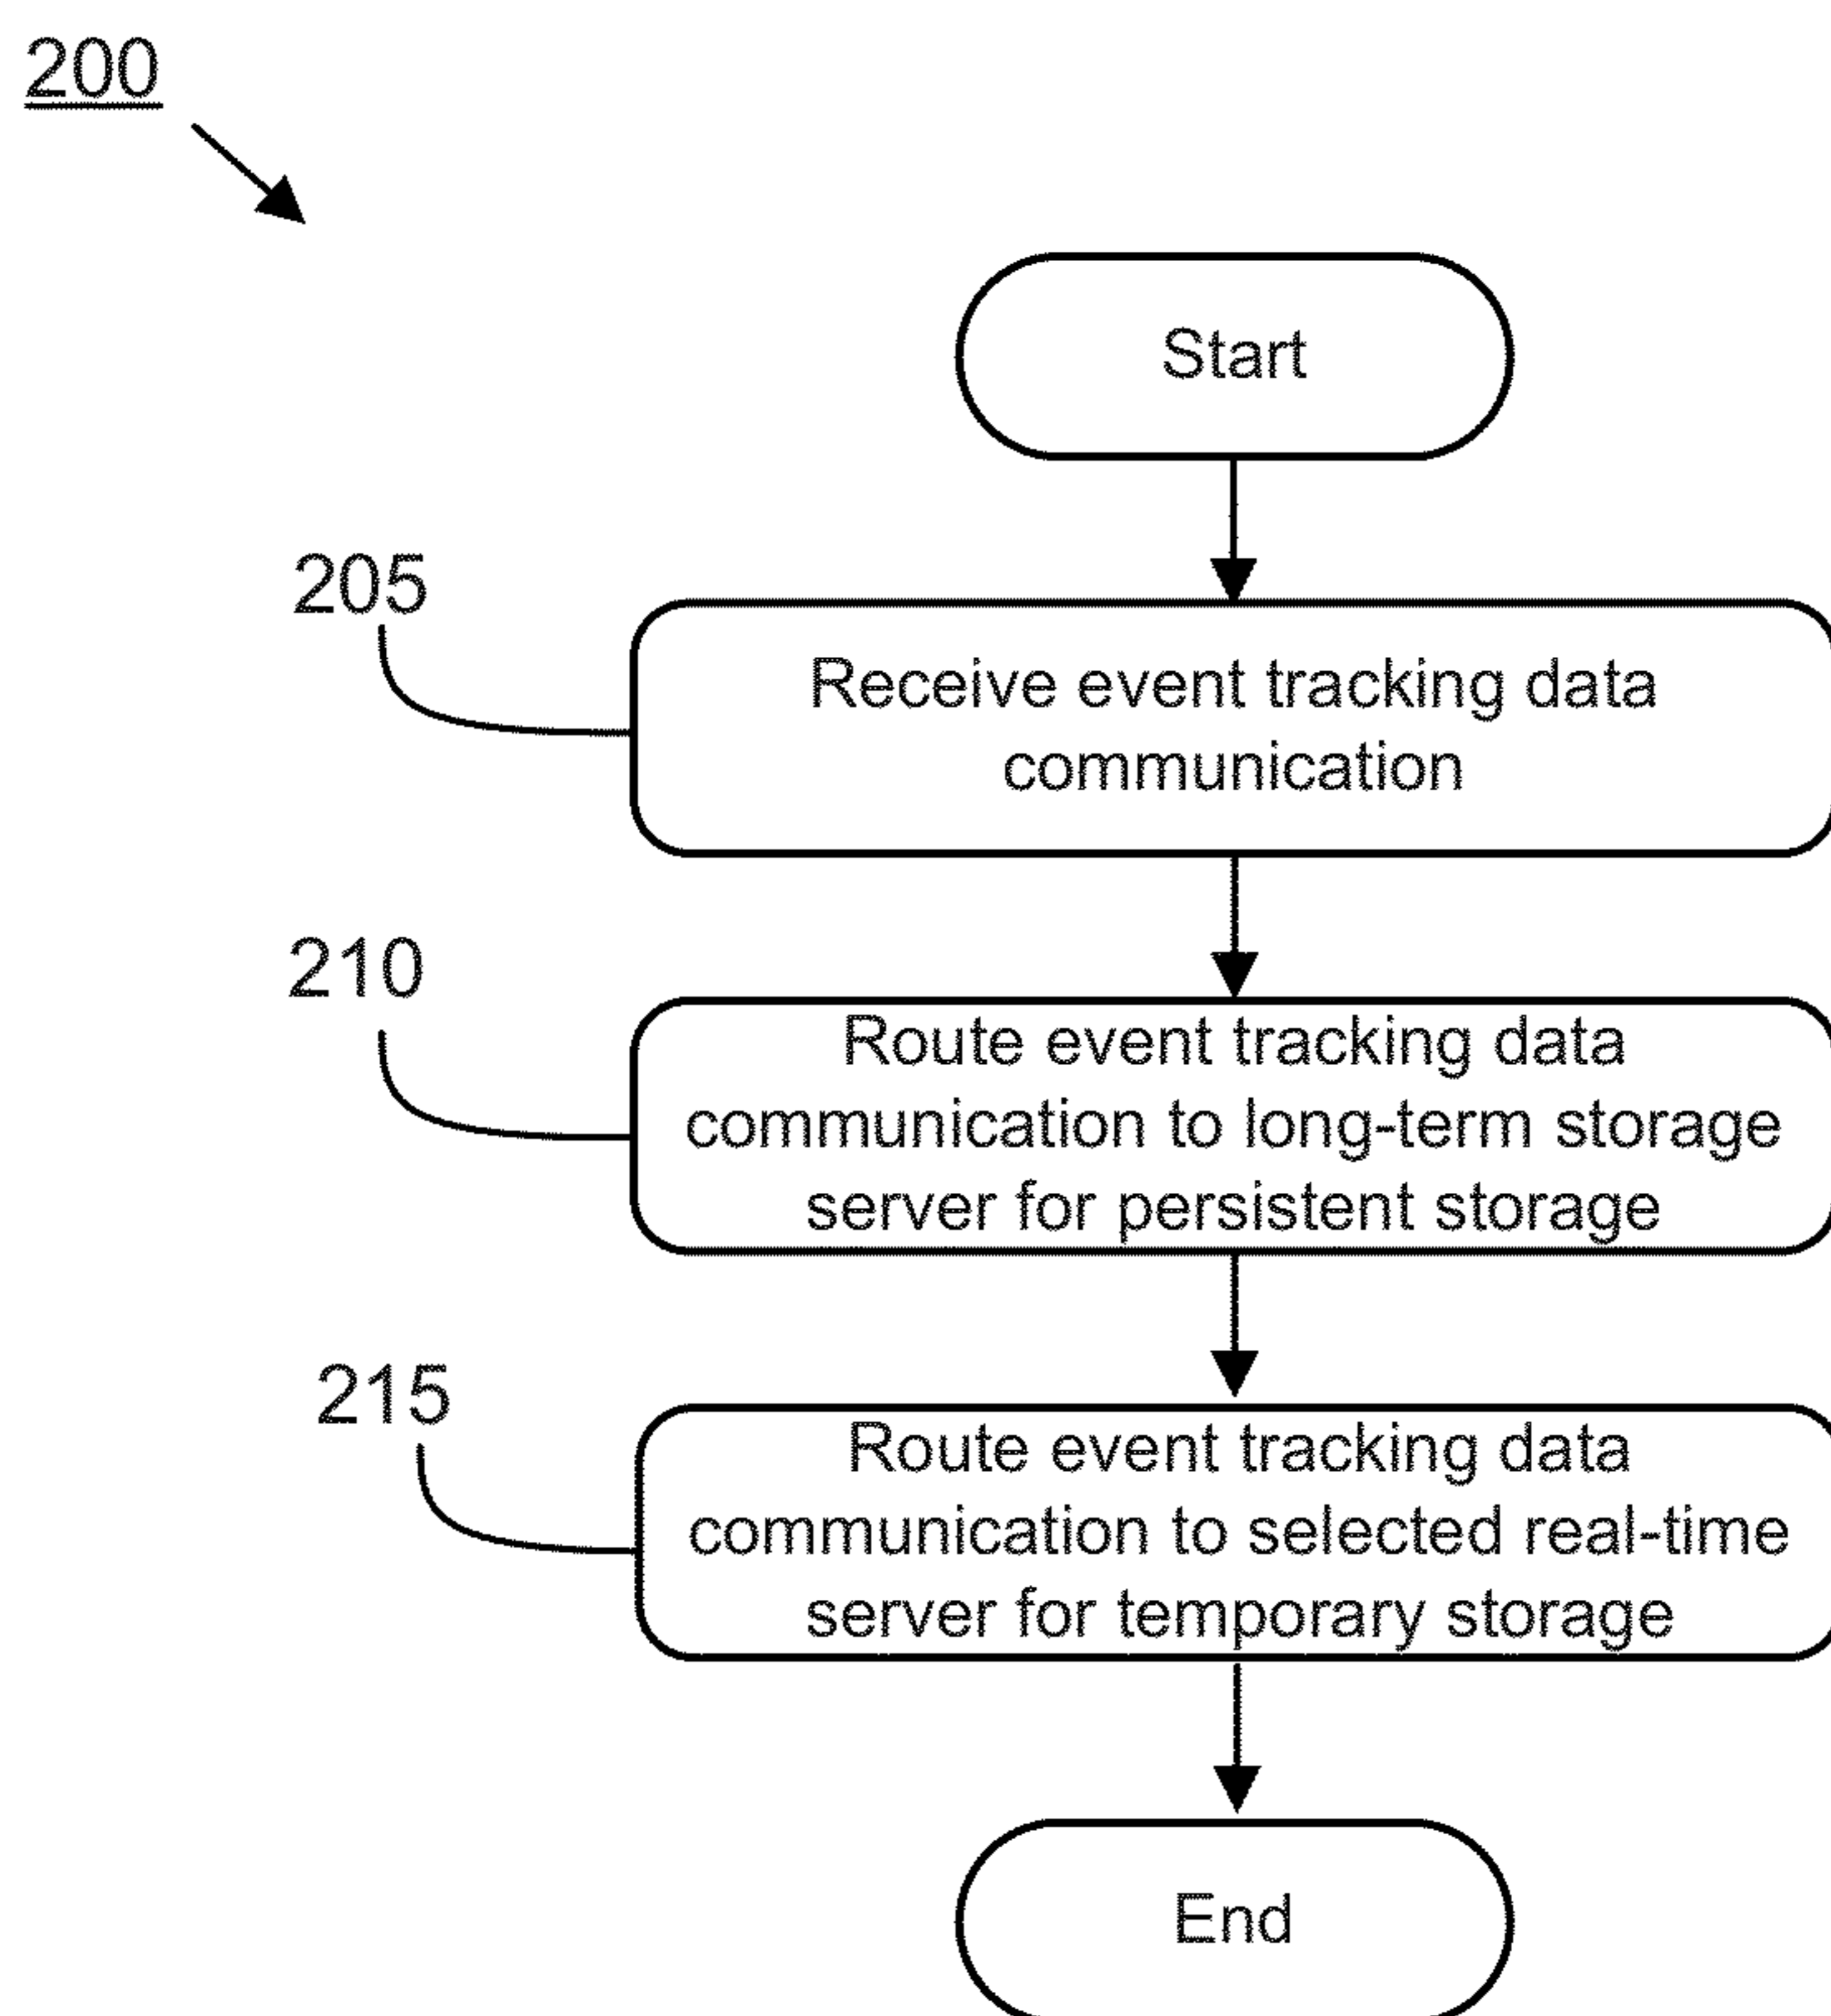 200
Start
205
Receive event tracking data
communication
210
Route event tracking data
communication to long-term storage
server for persistent storage
215
Route event tracking data
communication to selected real-time
server for temporary storage
End